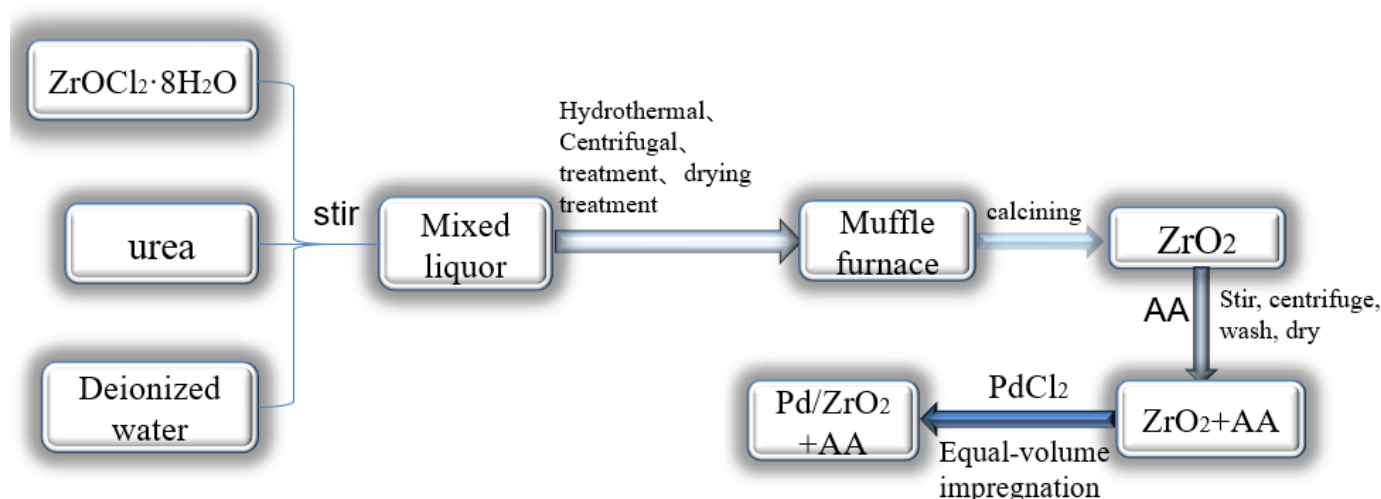 ZrOCl₂·8H₂O
urea
Deionized
water
stir
Mixed
liquor
Hydrothermal、
Centrifugal、
treatment、 drying
treatment
Muffle
furnace
calcining
ZrO₂
AA
Stir, centrifuge,
wash, dry
ZrO₂+AA
PdCl₂
Equal-volume
impregnation
Pd/ZrO₂
+AA